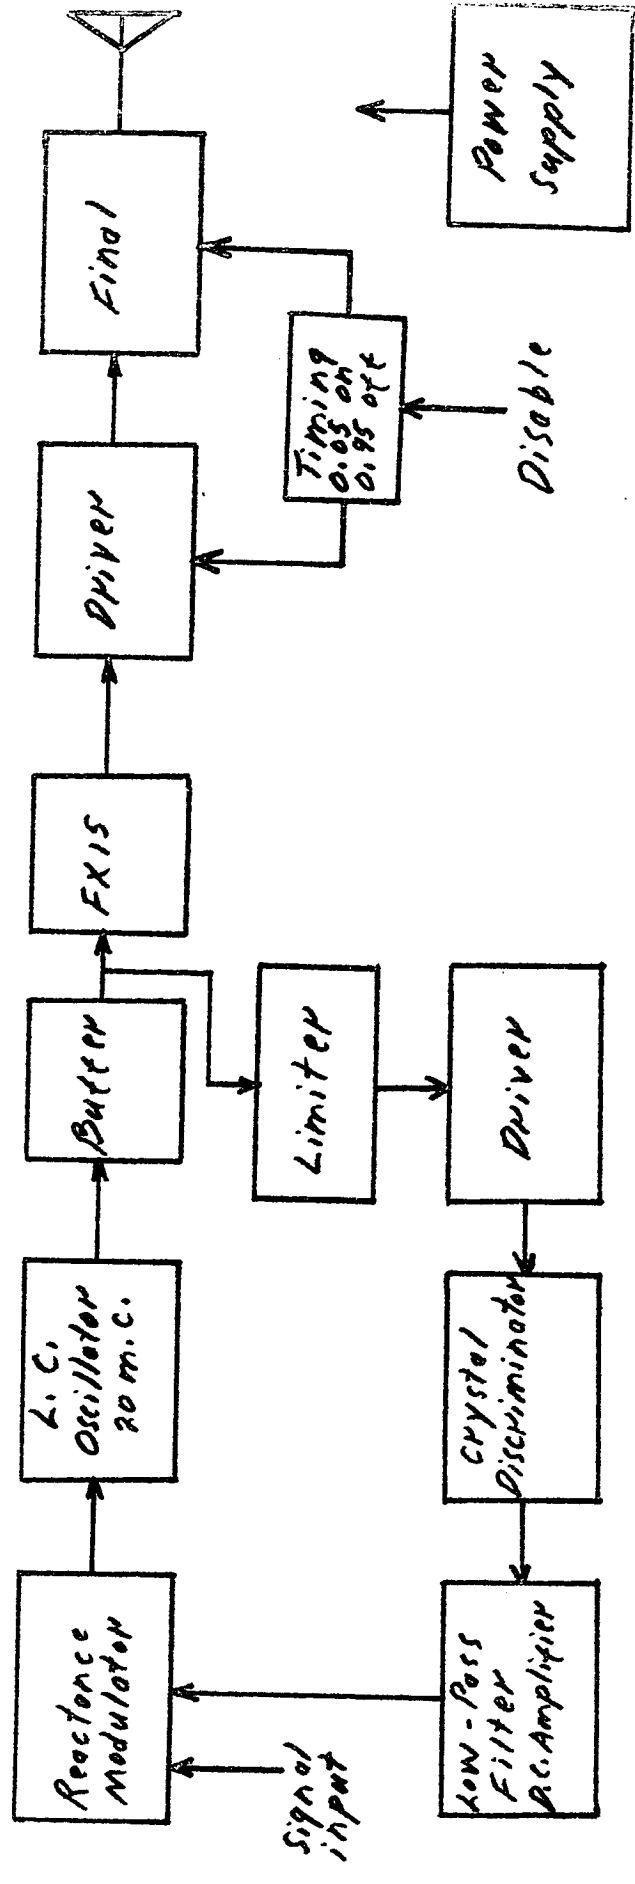 Reactance
Modulator
L.C.
Oscillator
20 m.c.
Buffer
FX15
Driver
Final
Signal
input
Limiter
Timing
0.05 on
0.95 off
Disable
Low-Pass
Filter
D.C. Amplifier
Crystal
Discriminator
Driver
Power
Supply